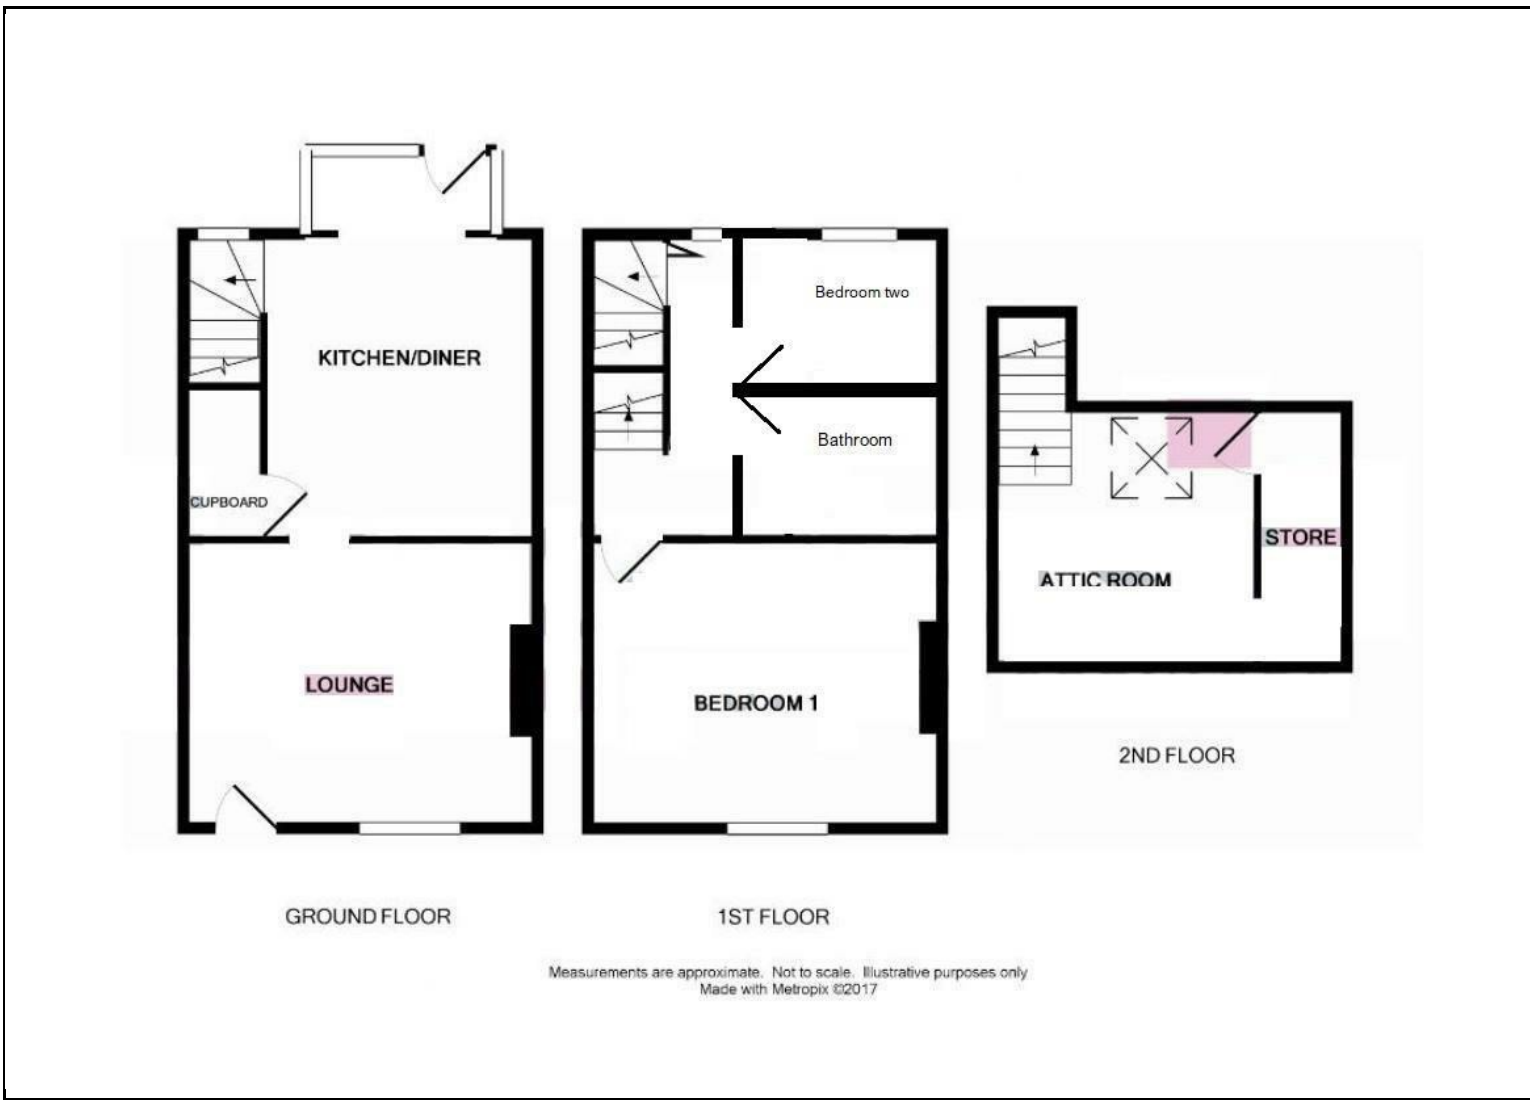 KITCHEN/DINER
CUPBOARD
LOUNGE
GROUND FLOOR
Bedroom two
Bathroom
BEDROOM 1
1ST FLOOR
STORE
ATTIC ROOM
2ND FLOOR
Measurements are approximate. Not to scale. Illustrative purposes only
Made with Metropix ©2017